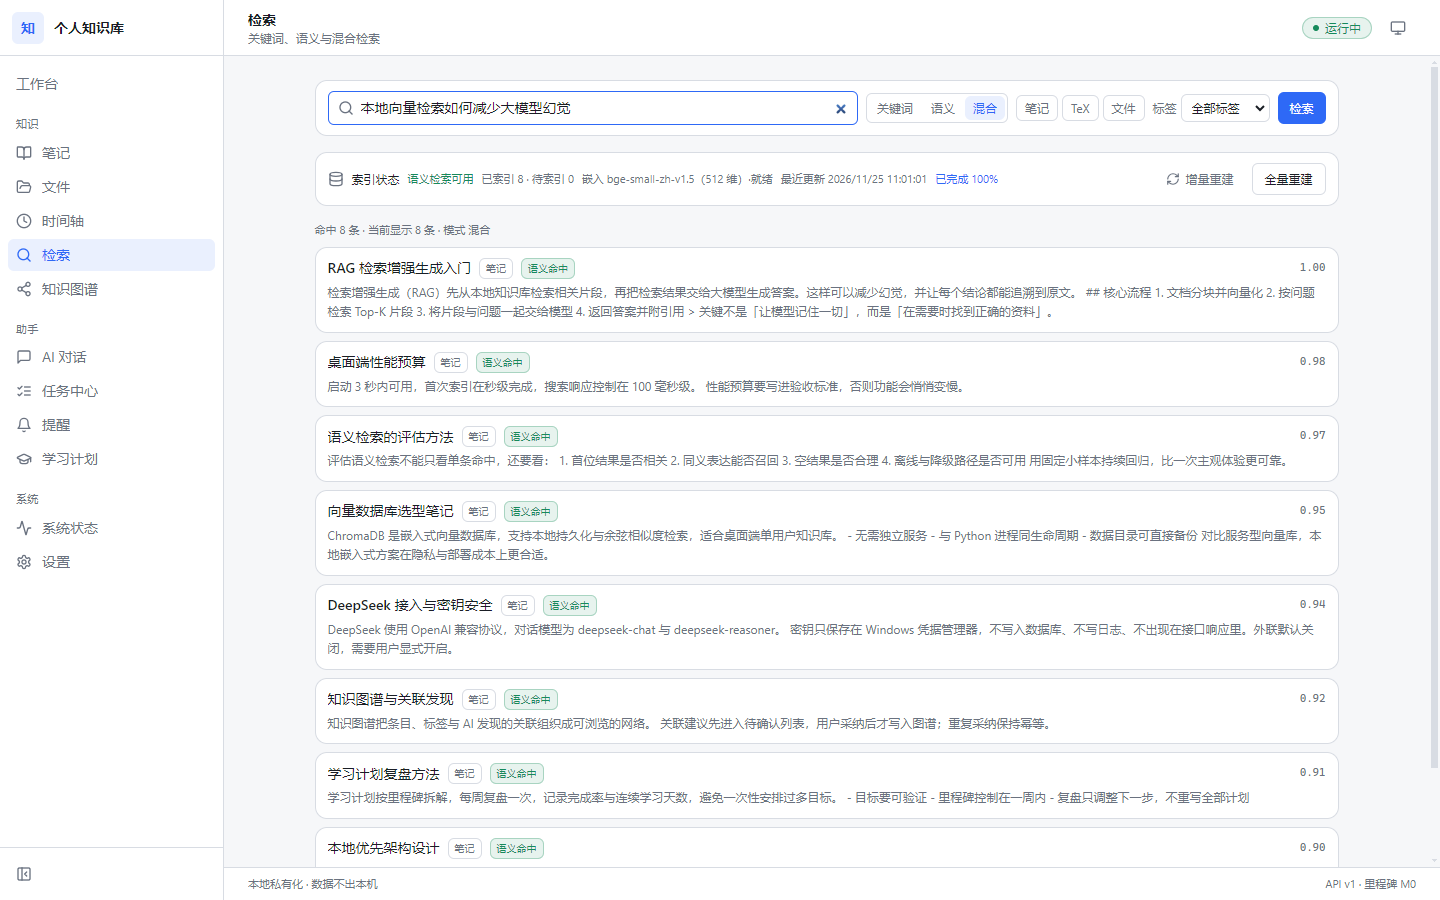 知 个人知识库
工作台
知识
笔记
文件
时间轴
检索
知识图谱
助手
AI 对话
任务中心
提醒
学习计划
系统
系统状态
设置
检索
关键词、语义与混合检索
运行中
本地向量检索如何减少大模型幻觉
关键词 语义 混合 笔记 TeX 文件 标签 全部标签 检索
索引状态 语义检索可用 已索引 8 · 待索引 0 嵌入 bge-small-zh-v1.5（512 维）·就绪 最近更新 2026/11/25 11:01:01 已完成 100%
增量重建 全量重建
命中 8 条 · 当前显示 8 条 · 模式 混合
RAG 检索增强生成入门 笔记 语义命中 1.00
检索增强生成（RAG）先从本地知识库检索相关片段，再把检索结果交给大模型生成答案。这样可以减少幻觉，并让每个结论都能追溯到原文。 ## 核心流程 1. 文档分块并向量化 2. 按问题
检索 Top-K 片段 3. 将片段与问题一起交给模型 4. 返回答案并附引用 > 关键不是「让模型记住一切」，而是「在需要时找到正确的资料」。
桌面端性能预算 笔记 语义命中 0.98
启动 3 秒内可用，首次索引在秒级完成，搜索响应控制在 100 毫秒级。 性能预算要写进验收标准，否则功能会悄悄变慢。
语义检索的评估方法 笔记 语义命中 0.97
评估语义检索不能只看单条命中，还要看： 1. 首位结果是否相关 2. 同义表达能否召回 3. 空结果是否合理 4. 离线与降级路径是否可用 用固定小样本持续回归，比一次主观体验更可靠。
向量数据库选型笔记 笔记 语义命中 0.95
ChromaDB 是嵌入式向量数据库，支持本地持久化与余弦相似度检索，适合桌面端单用户知识库。 - 无需独立服务 - 与 Python 进程同生命周期 - 数据目录可直接备份 对比服务型向量库，本
地嵌入式方案在隐私与部署成本上更合适。
DeepSeek 接入与密钥安全 笔记 语义命中 0.94
DeepSeek 使用 OpenAI 兼容协议，对话模型为 deepseek-chat 与 deepseek-reasoner。 密钥只保存在 Windows 凭据管理器，不写入数据库、不写日志、不出现在接口响应里。外联默认关
闭，需要用户显式开启。
知识图谱与关联发现 笔记 语义命中 0.92
知识图谱把条目、标签与 AI 发现的关联组织成可浏览的网络。 关联建议先进入待确认列表，用户采纳后才写入图谱；重复采纳保持幂等。
学习计划复盘方法 笔记 语义命中 0.91
学习计划按里程碑拆解，每周复盘一次，记录完成率与连续学习天数，避免一次性安排过多目标。 - 目标要可验证 - 里程碑控制在一周内 - 复盘只调整下一步，不重写全部计划
本地优先架构设计 笔记 语义命中 0.90
本地私有化 · 数据不出本机
API v1 · 里程碑 M0